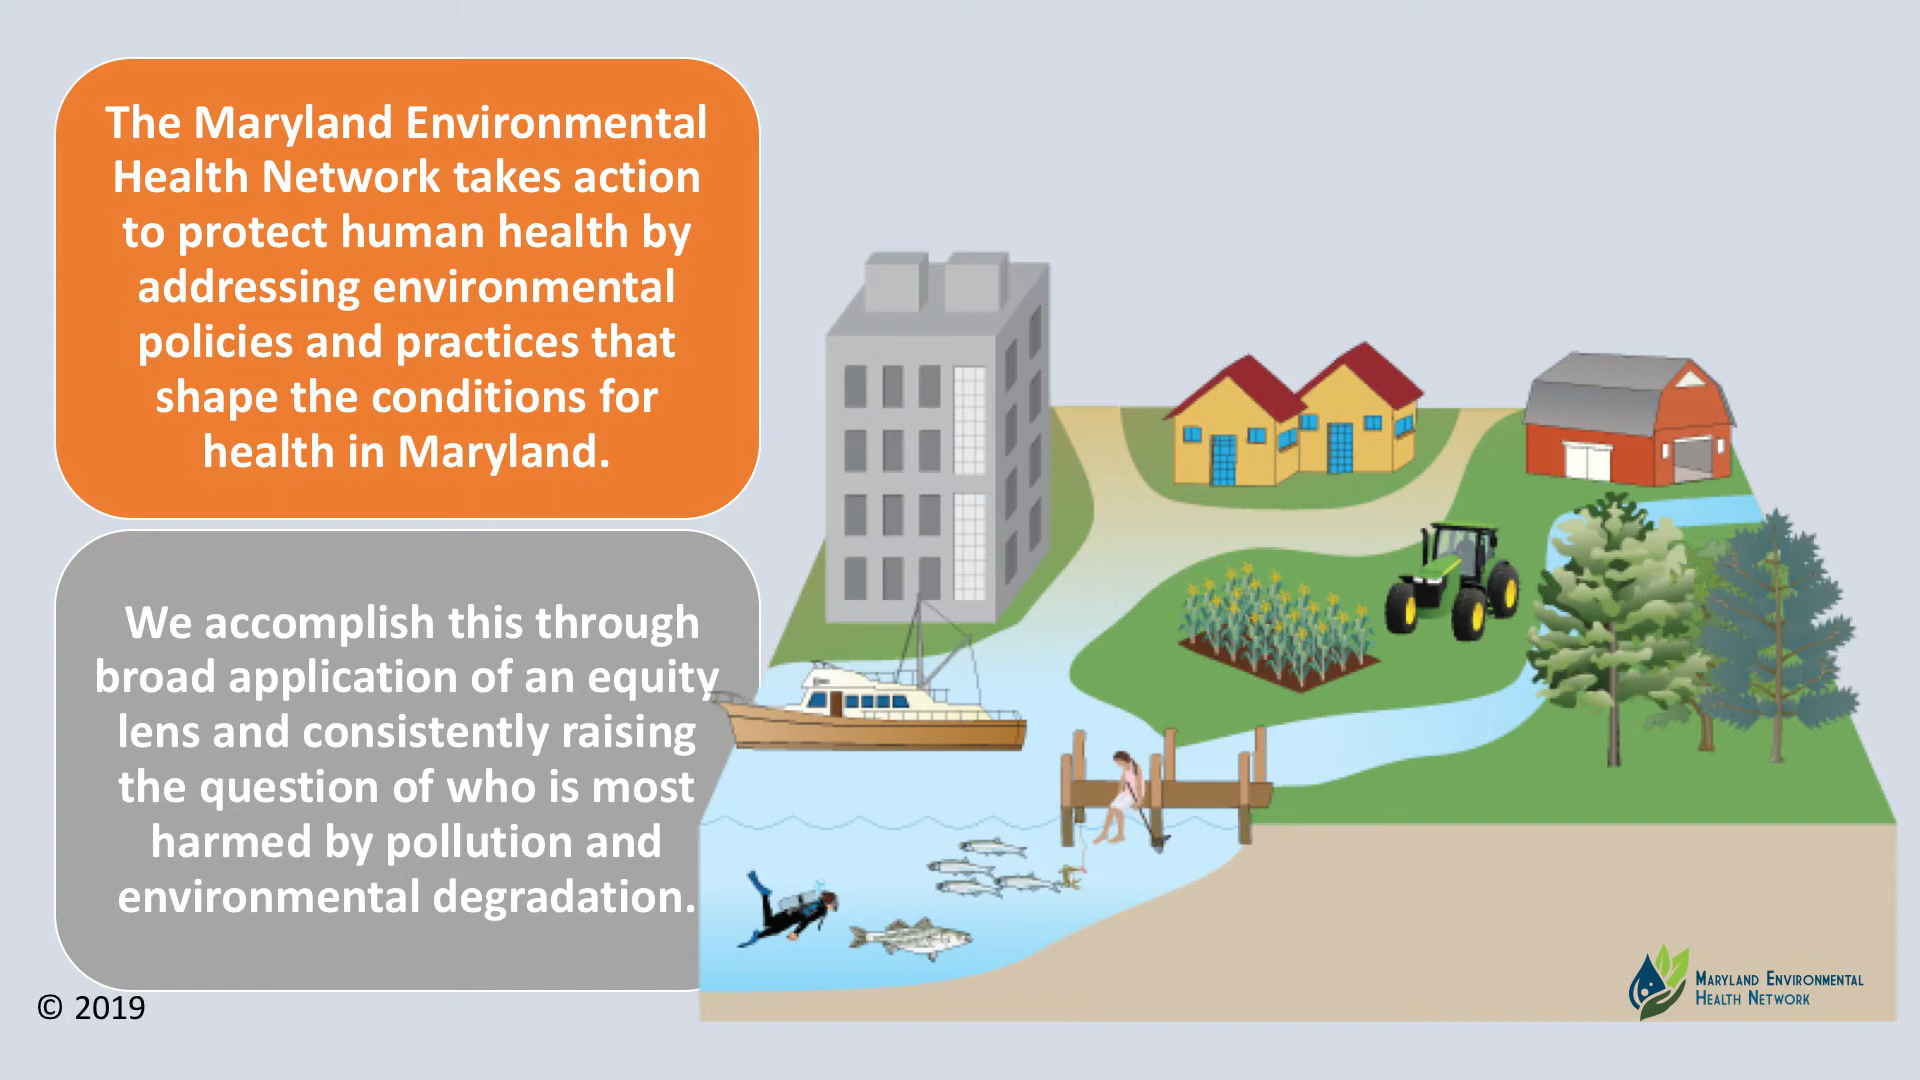 The Maryland Environmental
Health Network takes action
to protect human health by
addressing environmental
policies and practices that
shape the conditions for
health in Maryland.
We accomplish this through
broad application of an equity
lens and consistently raising
the question of who is most
harmed by pollution and
environmental degradation.
© 2019
Maryland Environmental
Health Network